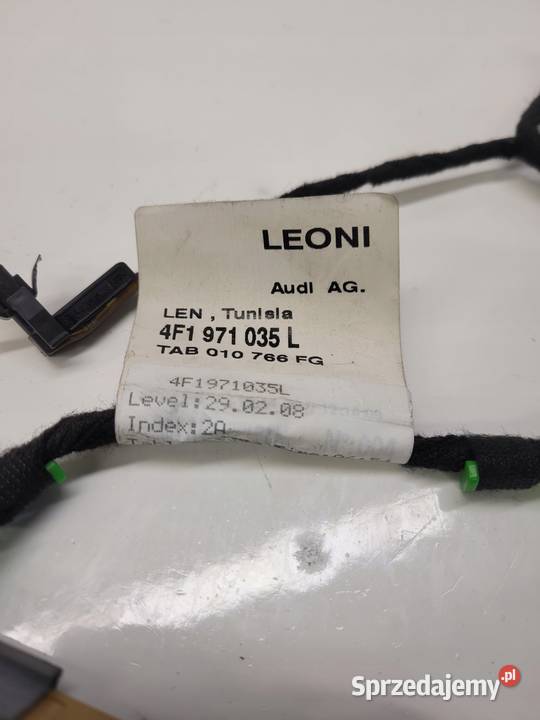 LEONI
Audi AG.
LEN , Tunisia
4F1 971 035 L
TAB 010 766 FG
4F1971035L
Level:29.02.08
Index:2A
Sprzedajemy.pl